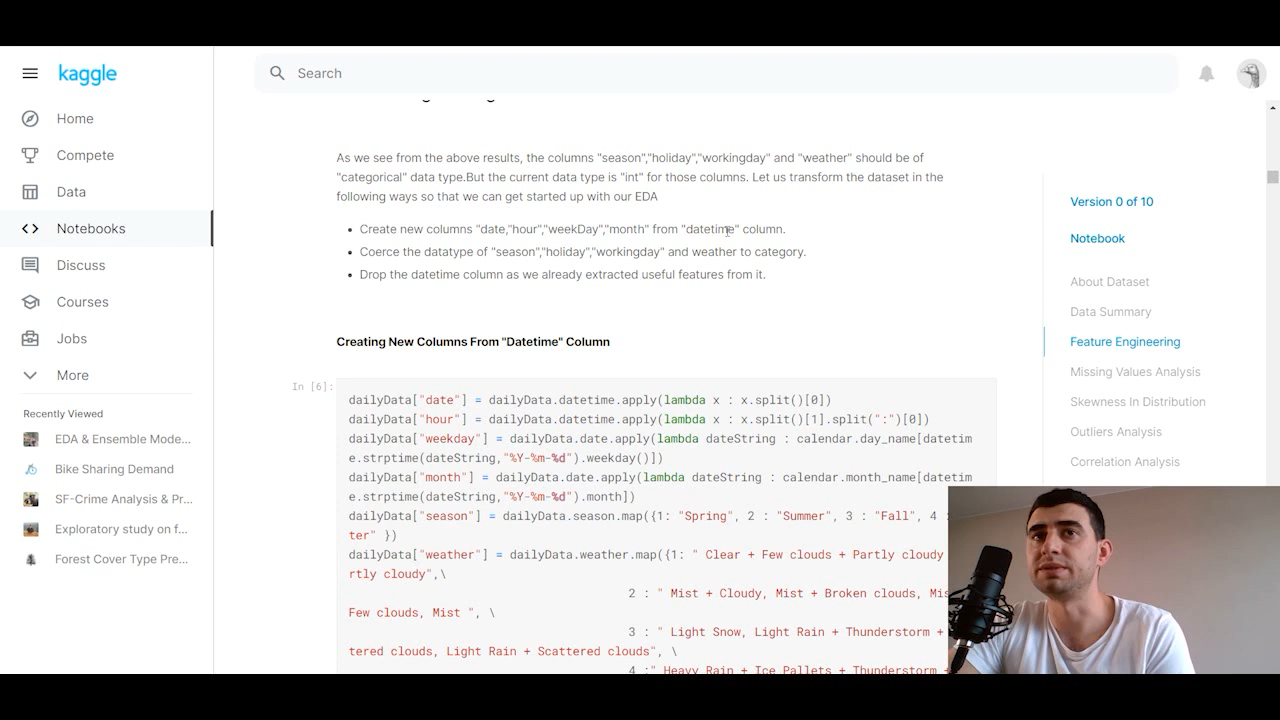 kaggle
Search
Home
Compete
Data
Notebooks
Discuss
Courses
Jobs
More
Recently Viewed
EDA & Ensemble Mode...
Bike Sharing Demand
SF-Crime Analysis & Pr...
Exploratory study on f...
Forest Cover Type Pre...
As we see from the above results, the columns "season","holiday","workingday" and "weather" should be of
"categorical" data type.But the current data type is "int" for those columns. Let us transform the dataset in the
following ways so that we can get started up with our EDA
• Create new columns "date,"hour","weekDay","month" from "datetime" column.
• Coerce the datatype of "season","holiday","workingday" and weather to category.
• Drop the datetime column as we already extracted useful features from it.
Creating New Columns From "Datetime" Column
In [6]:
dailyData["date"] = dailyData.datetime.apply(lambda x : x.split()[0])
dailyData["hour"] = dailyData.datetime.apply(lambda x : x.split()[1].split(":")[0])
dailyData["weekday"] = dailyData.date.apply(lambda dateString : calendar.day_name[datetim
e.strptime(dateString,"%Y-%m-%d").weekday()])
dailyData["month"] = dailyData.date.apply(lambda dateString : calendar.month_name[datetim
e.strptime(dateString,"%Y-%m-%d").month])
dailyData["season"] = dailyData.season.map({1: "Spring", 2 : "Summer", 3 : "Fall", 4 :
ter" })
dailyData["weather"] = dailyData.weather.map({1: " Clear + Few clouds + Partly cloudy
rtly cloudy",\
2 : " Mist + Cloudy, Mist + Broken clouds, Mis
Few clouds, Mist ", \
3 : " Light Snow, Light Rain + Thunderstorm +
tered clouds, Light Rain + Scattered clouds", \
4 :" Heavy Rain + Ice Pallets + Thunderstorm +
Version 0 of 10
Notebook
About Dataset
Data Summary
Feature Engineering
Missing Values Analysis
Skewness In Distribution
Outliers Analysis
Correlation Analysis